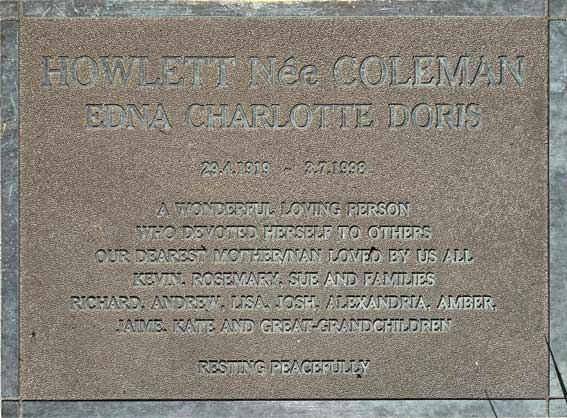 HOWLETT Née COLEMAN
EDNA CHARLOTTE DORIS
29.4.1919 - 3.7.1998
A WONDERFUL LOVING PERSON
WHO DEVOTED HERSELF TO OTHERS
OUR DEAREST MOTHER/NAN LOVED BY US ALL
KEVIN, ROSEMARY, SUE AND FAMILIES
RICHARD, ANDREW, LISA, JOSH, ALEXANDRIA, AMBER,
JAIME, KATE AND GREAT-GRANDCHILDREN
RESTING PEACEFULLY